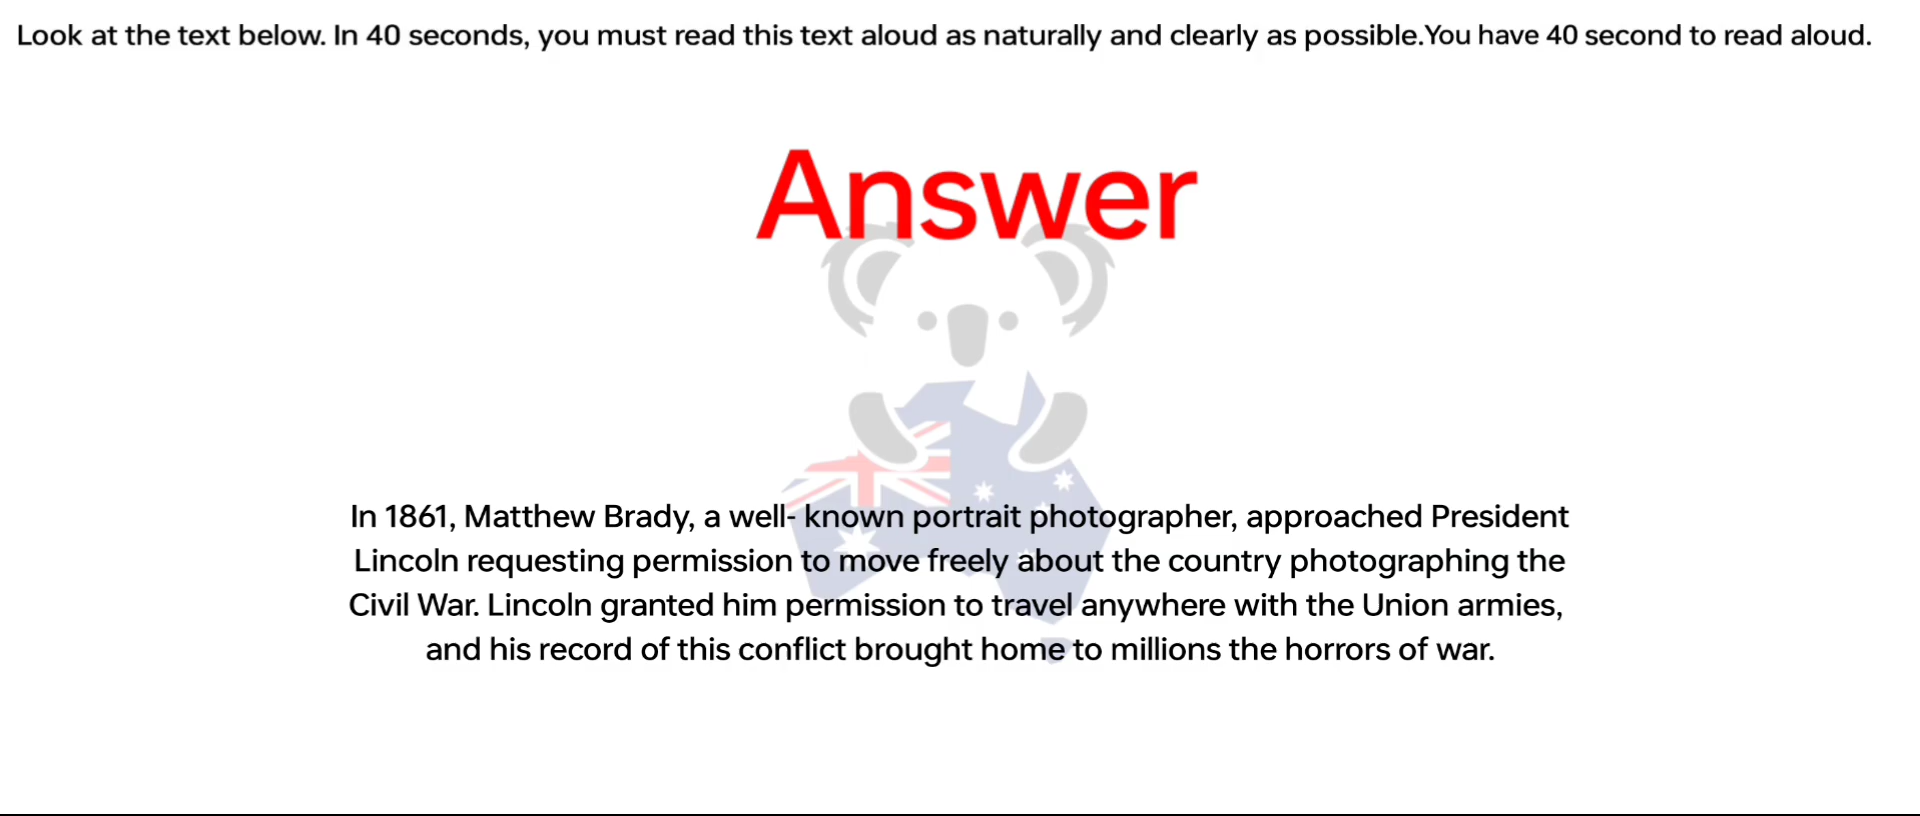 Look at the text below. In 40 seconds, you must read this text aloud as naturally and clearly as possible.You have 40 second to read aloud.
Answer
In 1861, Matthew Brady, a well- known portrait photographer, approached President
Lincoln requesting permission to move freely about the country photographing the
Civil War. Lincoln granted him permission to travel anywhere with the Union armies,
and his record of this conflict brought home to millions the horrors of war.